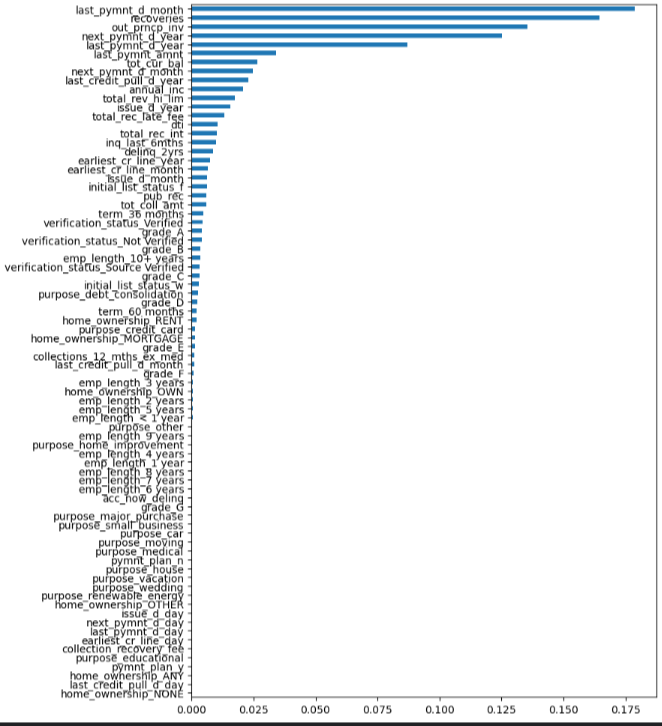 last_pymnt_d_month
recoveries
out_prncp_inv
next_pymnt_d_year
last_pymnt_d_year
last_pymnt_amnt
tot_cur_bal
next_pymnt_d_month
last_credit_pull_d_year
annual_inc
total_rev_hi_lim
issue_d_year
total_rec_late_fee
dti
total_rec_int
inq_last_6mths
delinq_2yrs
earliest_cr_line_year
earliest_cr_line_month
issue_d_month
initial_list_status_f
pub_rec
tot_coll_amt
term_36 months
verification_status_Verified
grade_A
verification_status_Not Verified
grade_B
emp_length_10+ years
verification_status_Source Verified
grade_C
initial_list_status_w
purpose_debt_consolidation
grade_D
term_60 months
home_ownership_RENT
purpose_credit_card
home_ownership_MORTGAGE
grade_E
collections_12_mths_ex_med
last_credit_pull_d_month
grade_F
emp_length_3 years
home_ownership_OWN
emp_length_2 years
emp_length_5 years
emp_length_< 1 year
purpose_other
emp_length_9 years
purpose_home_improvement
emp_length_4 years
emp_length_1 year
emp_length_8 years
emp_length_7 years
emp_length_6 years
acc_now_delinq
grade_G
purpose_major_purchase
purpose_small_business
purpose_car
purpose_moving
purpose_medical
pymnt_plan_n
purpose_house
purpose_vacation
purpose_wedding
purpose_renewable_energy
home_ownership_OTHER
issue_d_day
next_pymnt_d_day
last_pymnt_d_day
earliest_cr_line_day
collection_recovery_fee
purpose_educational
pymnt_plan_y
home_ownership_ANY
last_credit_pull_d_day
home_ownership_NONE
0.000 0.025 0.050 0.075 0.100 0.125 0.150 0.175